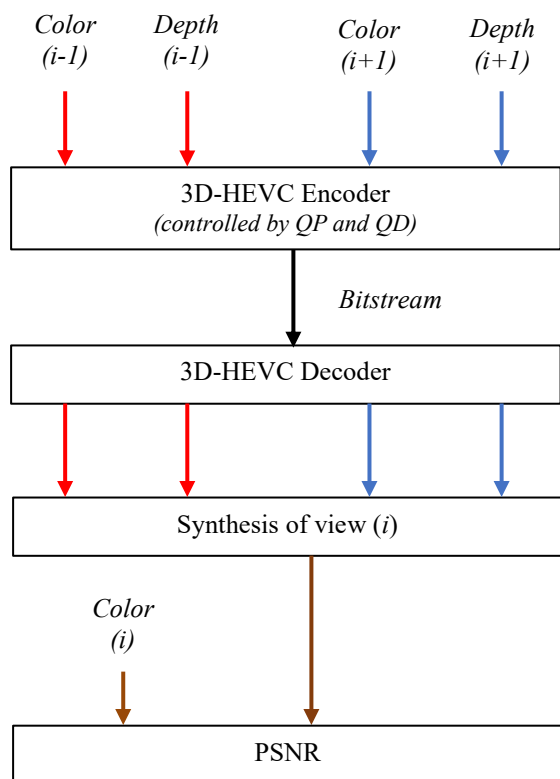 Color Depth Color Depth
(i-1) (i-1) (i+1) (i+1)
3D-HEVC Encoder
(controlled by QP and QD)
Bitstream
3D-HEVC Decoder
Synthesis of view (i)
Color
(i)
PSNR